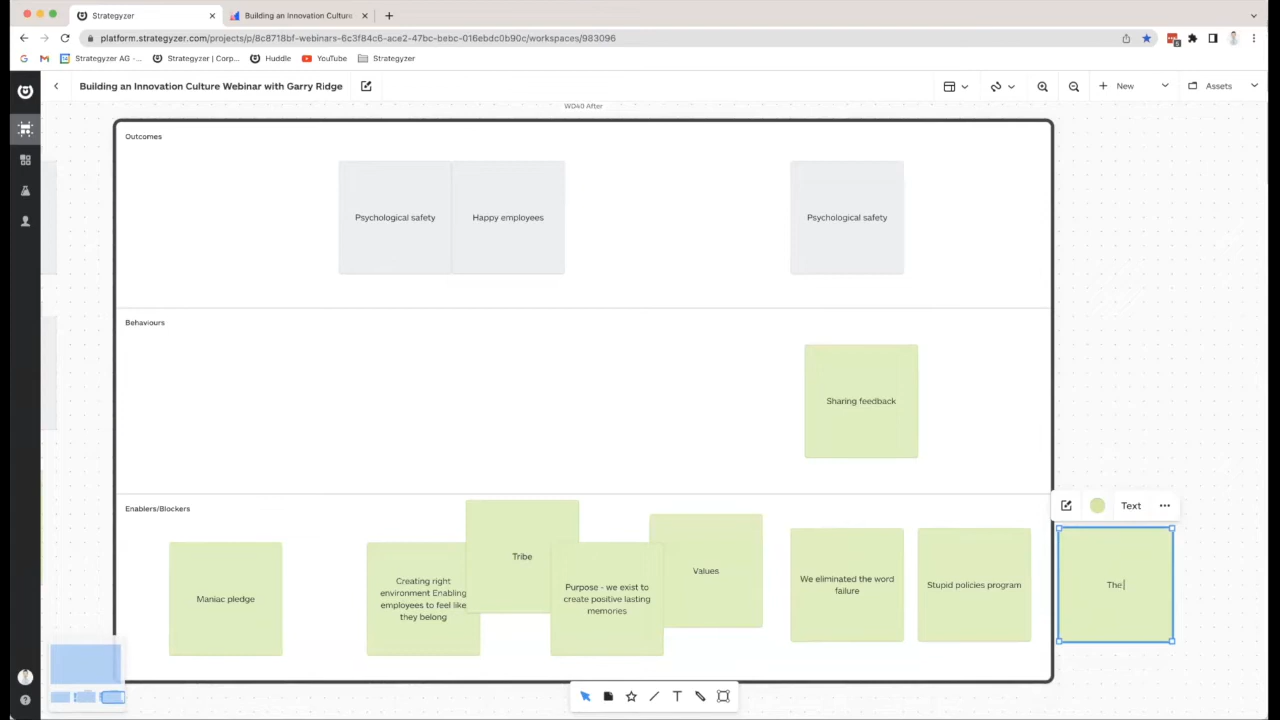 Strategyzer
Building an Innovation Culture
platform.strategyzer.com/projects/p/8c8718bf-webinars-6c3f84c6-ace2-47bc-bebc-016ebdc0b90c/workspaces/983096
Strategyzer AG -...
Strategyzer | Corp...
Huddle
YouTube
Strategyzer
Building an Innovation Culture Webinar with Garry Ridge
New
Assets
WD40 After
Outcomes
Psychological safety
Happy employees
Psychological safety
Behaviours
Sharing feedback
Enablers/Blockers
Maniac pledge
Creating right
environment Enabling
employees to feel like
they belong
Tribe
Purpose - we exist to
create positive lasting
memories
Values
We eliminated the word
failure
Stupid policies program
Text
The